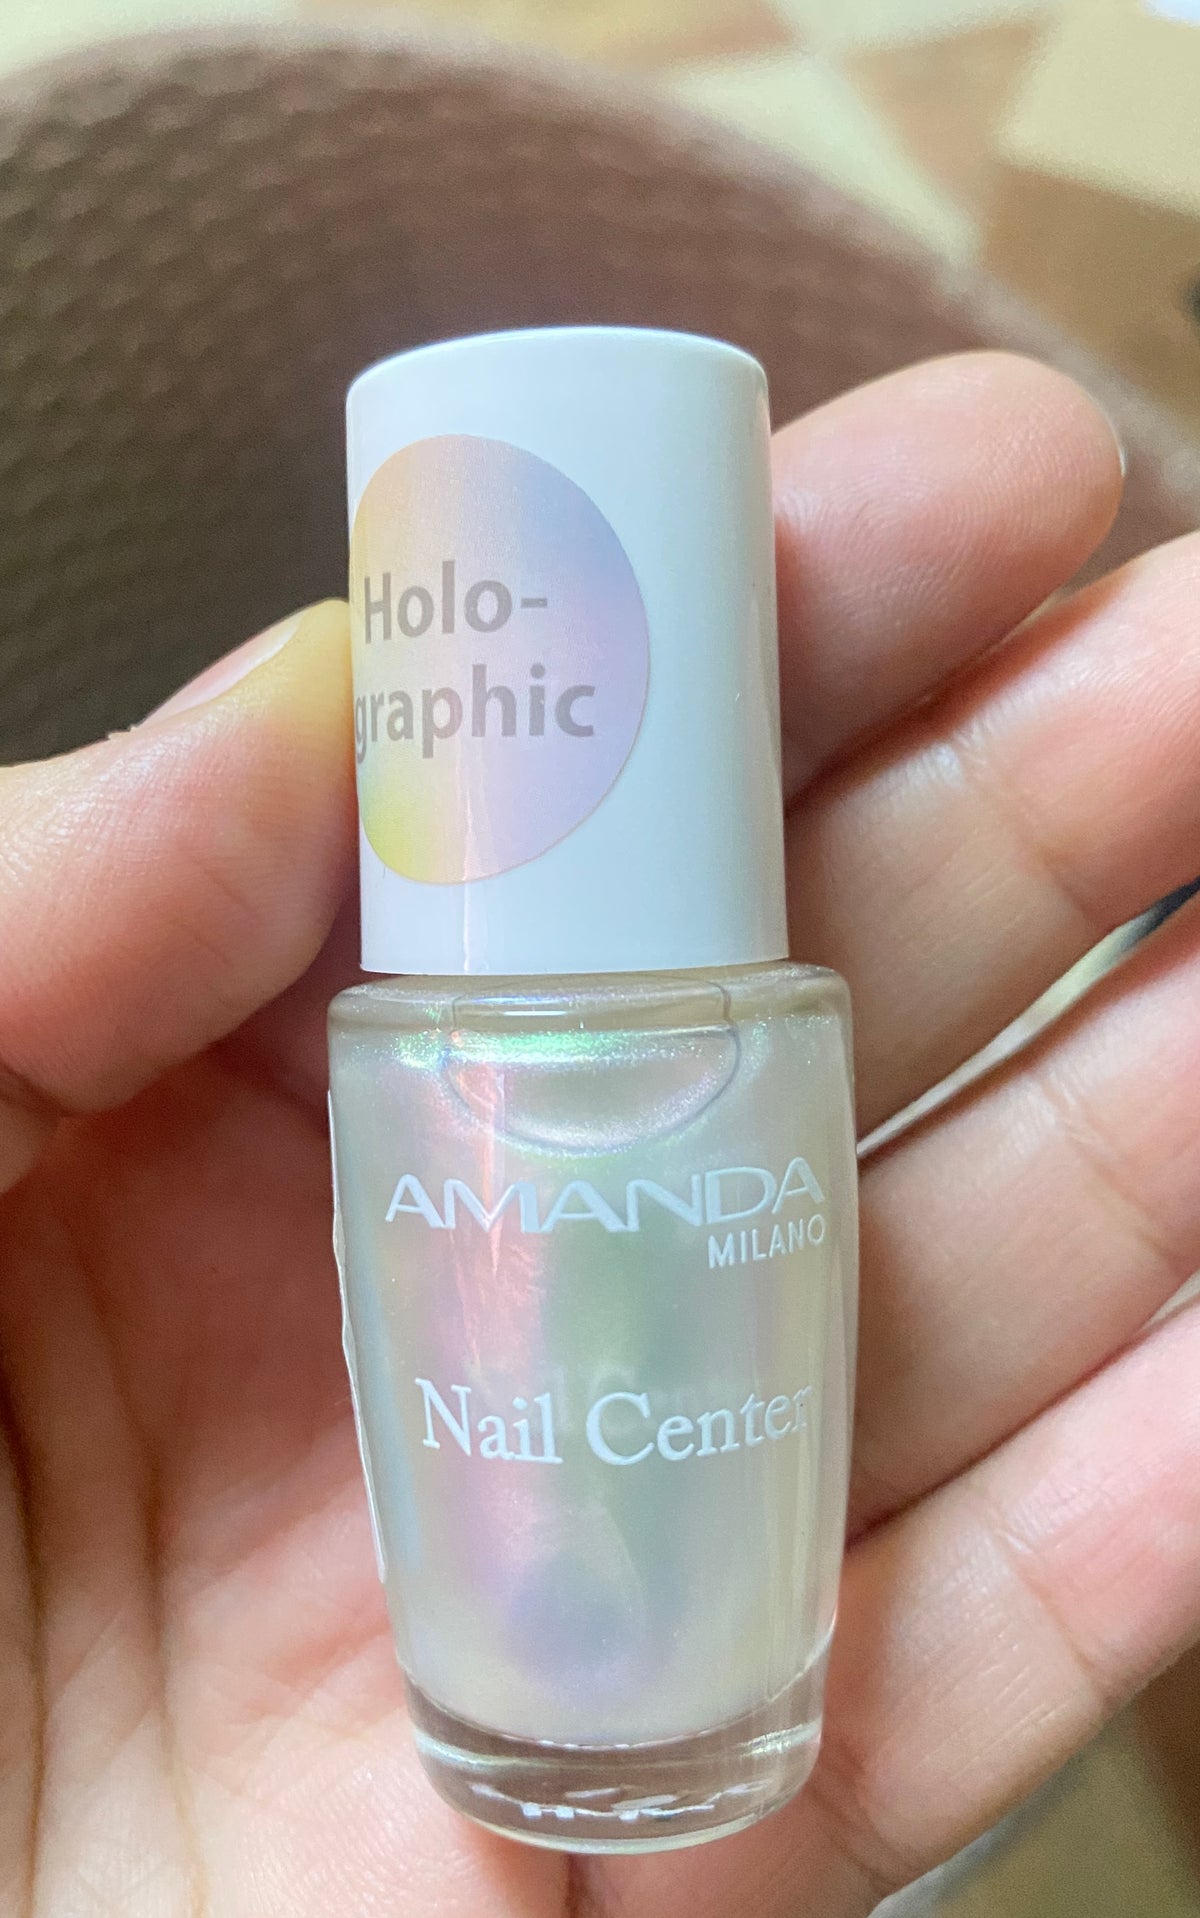 Holo-
graphic
AMANDA
MILANO
Nail Center